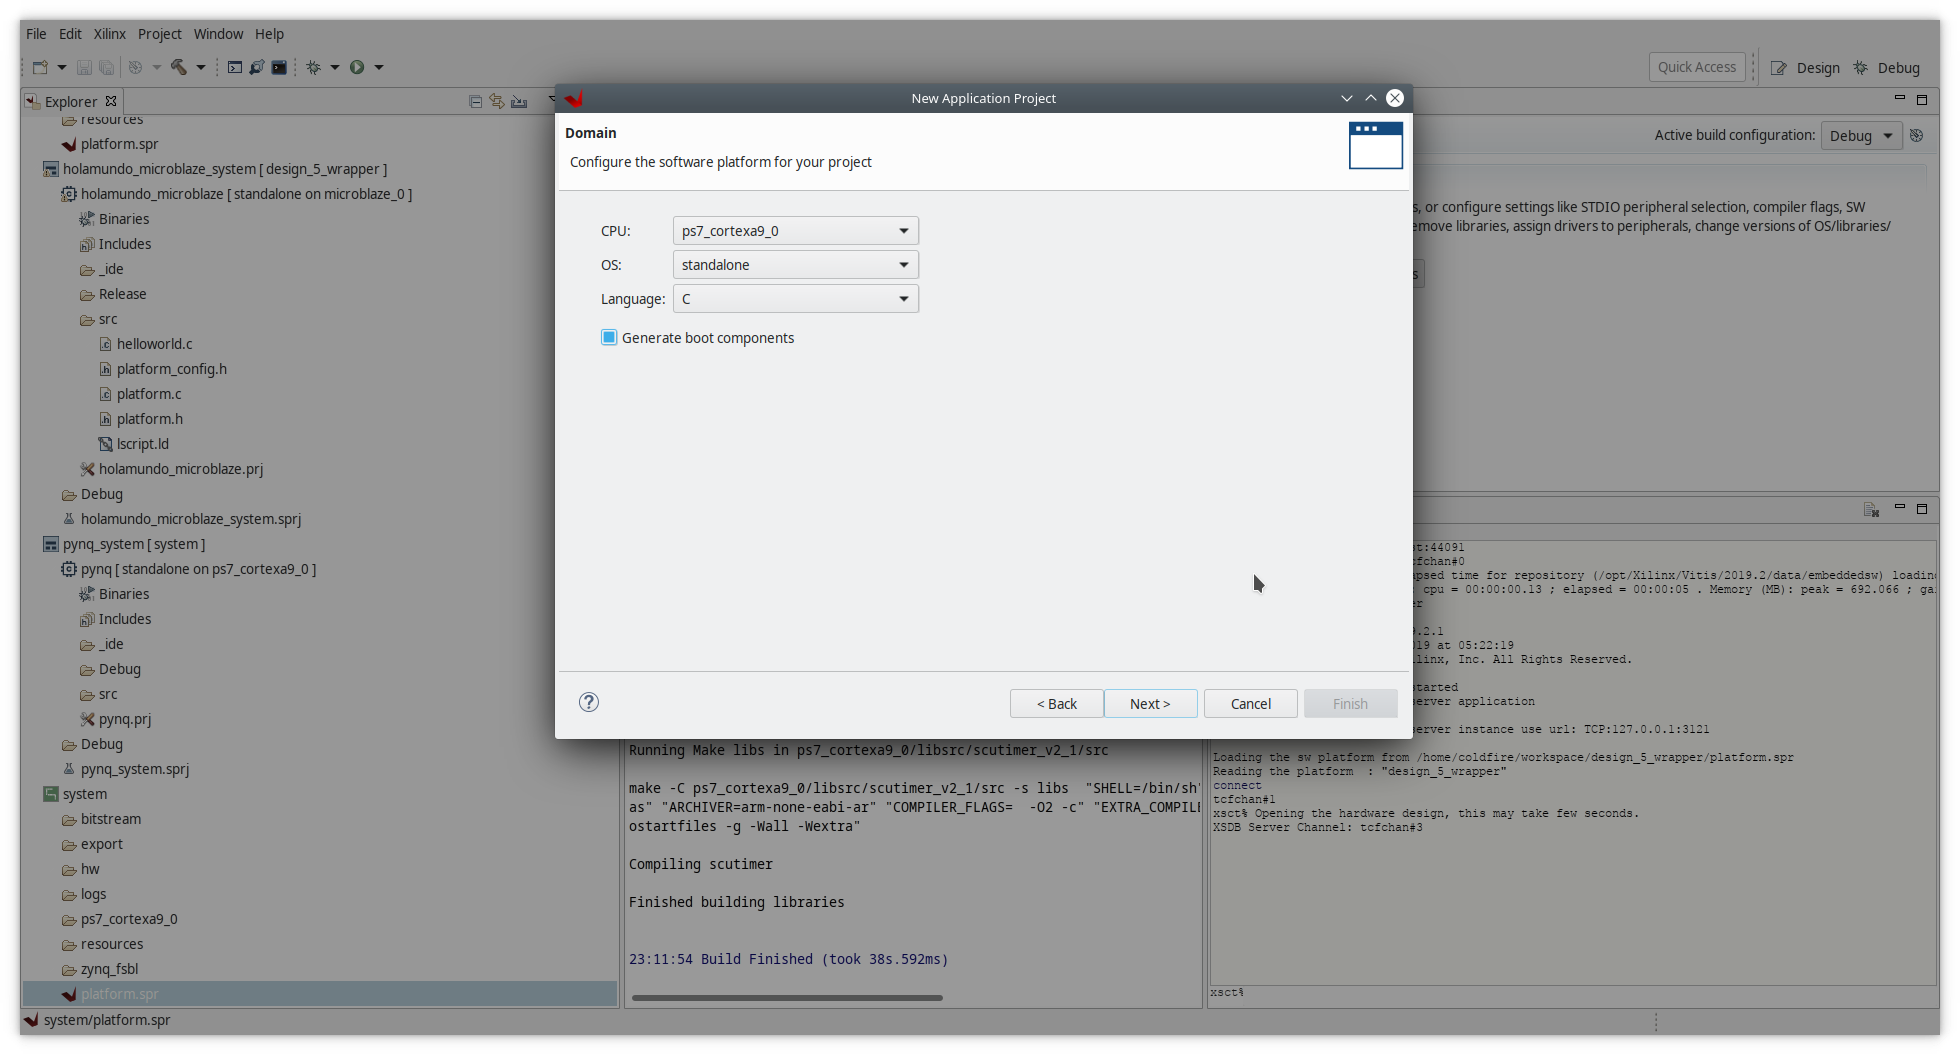 File Edit Xilinx Project Window Help
Quick Access
Design
Debug
Explorer
resources
platform.spr
holamundo_microblaze_system [ design_5_wrapper ]
holamundo_microblaze [ standalone on microblaze_0 ]
Binaries
Includes
_ide
Release
src
helloworld.c
platform_config.h
platform.c
platform.h
lscript.ld
holamundo_microblaze.prj
Debug
holamundo_microblaze_system.sprj
pynq_system [ system ]
pynq [ standalone on ps7_cortexa9_0 ]
Binaries
Includes
_ide
Debug
src
pynq.prj
Debug
pynq_system.sprj
system
bitstream
export
hw
logs
ps7_cortexa9_0
resources
zynq_fsbl
platform.spr
system/platform.spr
New Application Project
Domain
Configure the software platform for your project
CPU: ps7_cortexa9_0
OS: standalone
Language: C
Generate boot components
< Back
Next >
Cancel
Finish
Active build configuration: Debug
s, or configure settings like STDIO peripheral selection, compiler flags, SW
emove libraries, assign drivers to peripherals, change versions of OS/libraries/
s
Running Make libs in ps7_cortexa9_0/libsrc/scutimer_v2_1/src
make -C ps7_cortexa9_0/libsrc/scutimer_v2_1/src -s libs "SHELL=/bin/sh"
as" "ARCHIVER=arm-none-eabi-ar" "COMPILER_FLAGS= -O2 -c" "EXTRA_COMPILE
ostartfiles -g -Wall -Wextra"
Compiling scutimer
Finished building libraries
23:11:54 Build Finished (took 38s.592ms)
st:44091
cfchan#0
psed time for repository (/opt/Xilinx/Vitis/2019.2/data/embeddedsw) loading
cpu = 00:00:00.13 ; elapsed = 00:00:05 . Memory (MB): peak = 692.066 ; gai
er
9.2.1
019 at 05:22:19
linx, Inc. All Rights Reserved.
started
erver application
erver instance use url: TCP:127.0.0.1:3121
Loading the sw platform from /home/coldfire/workspace/design_5_wrapper/platform.spr
Reading the platform : "design_5_wrapper"
connect
tcfchan#1
xsct% Opening the hardware design, this may take few seconds.
XSDB Server Channel: tcfchan#3
xsct%